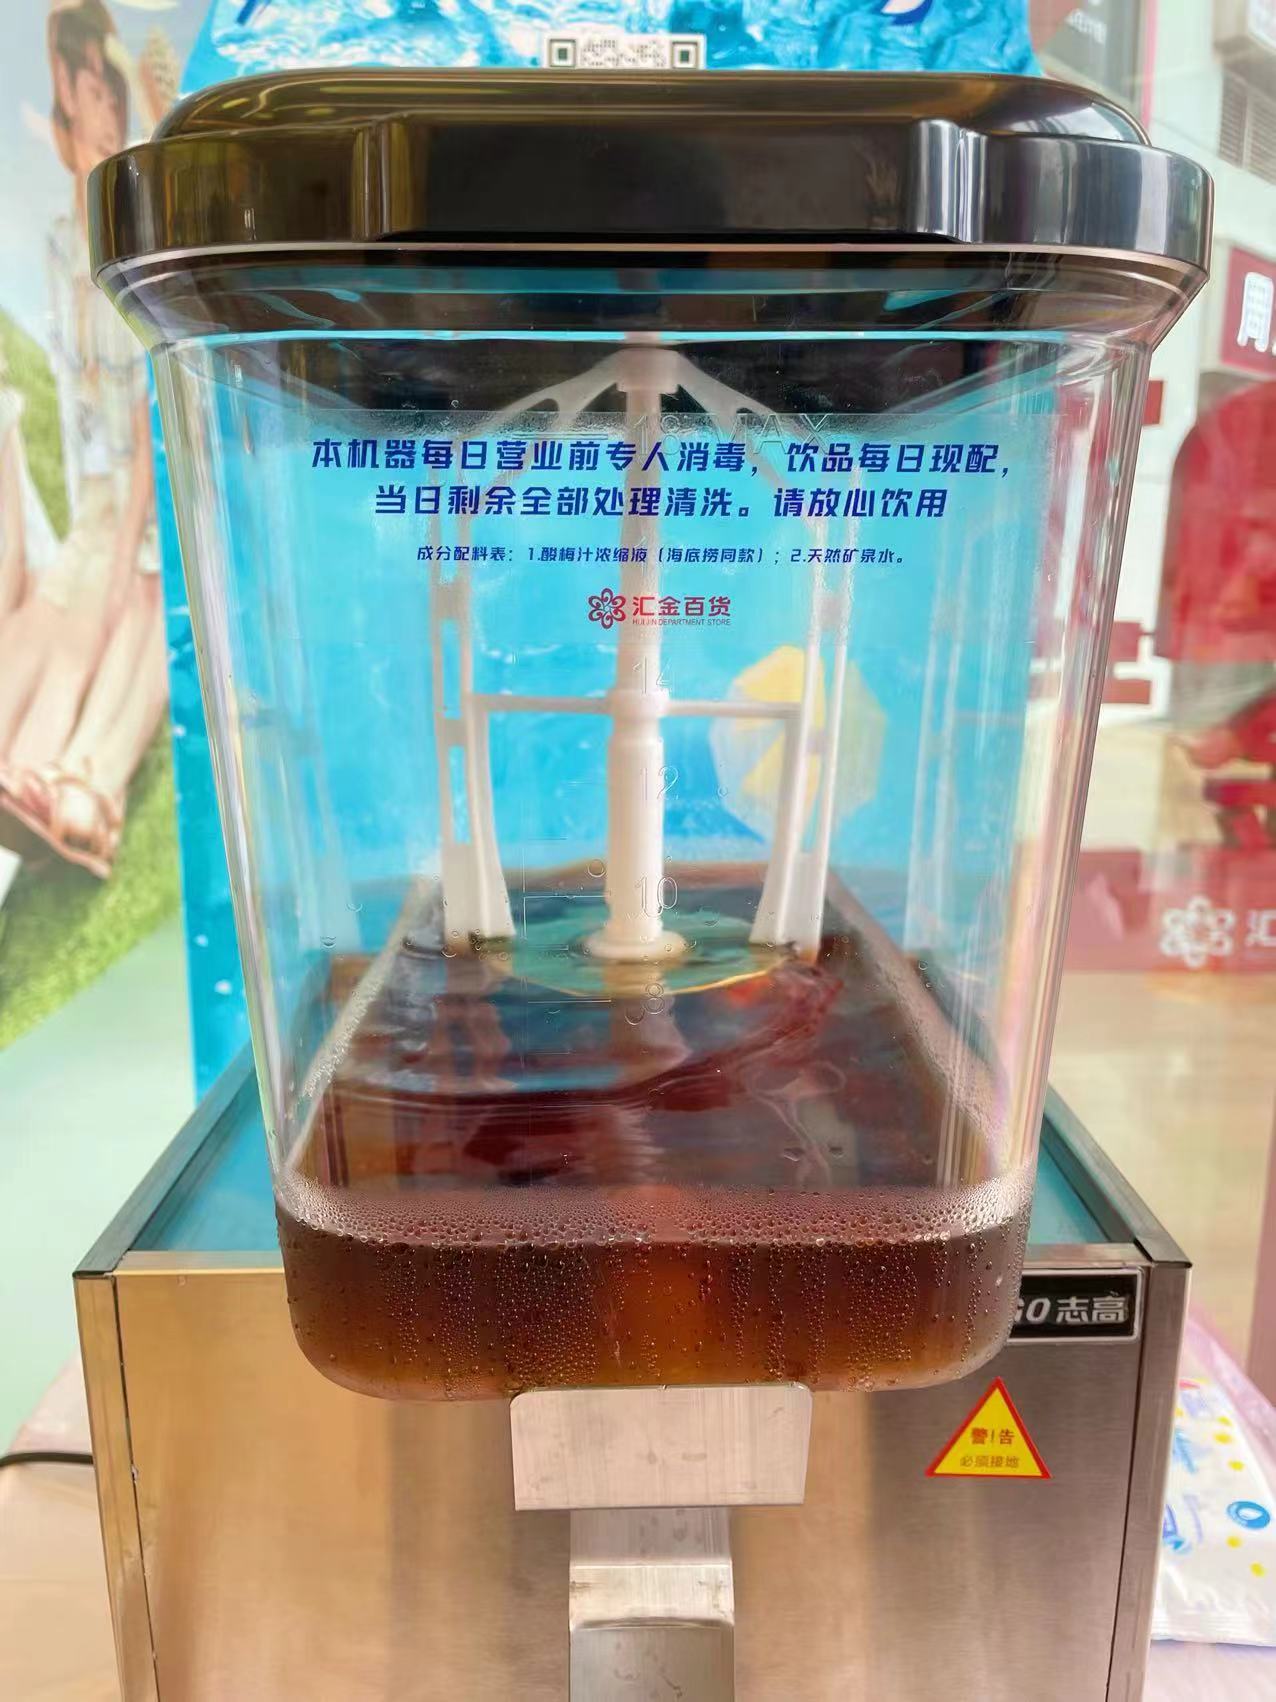 18 MAX
本机器每日营业前专人消毒，饮品每日现配，
当日剩余全部处理清洗。请放心饮用
成分配料表：1.酸梅汁浓缩液（海底捞同款）；2.天然矿泉水。
汇金百货
HUIJIN DEPARTMENT STORE
14
12
10
8
GO 志高
警!告
必须接地
周
汇